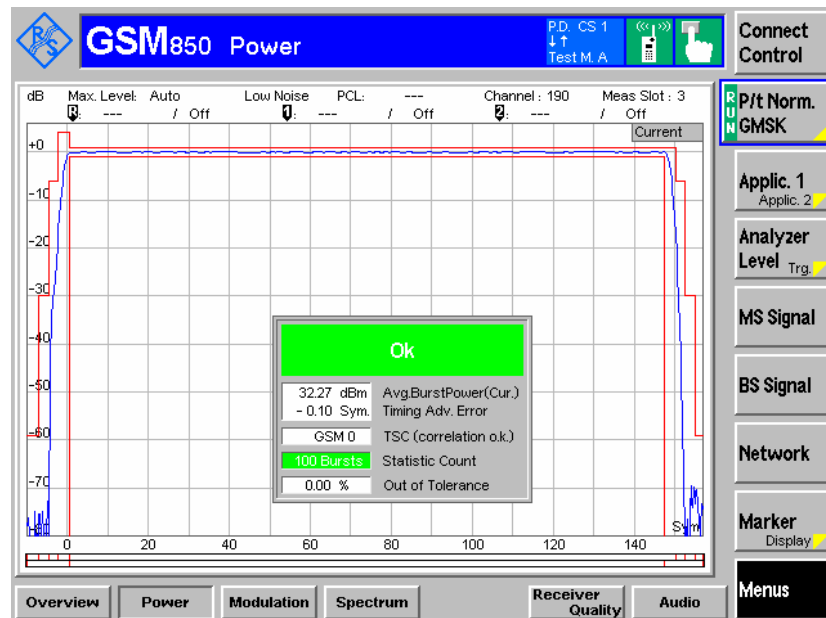 R S
GSM850 Power
P.D. CS 1
↓↑
Test M. A
Connect
Control
dB Max. Level: Auto Low Noise PCL: --- Channel : 190 Meas Slot : 3
R: --- / Off 1: --- / Off 2: --- / Off
Current
RUN
P/t Norm.
GMSK
Applic. 1
Applic. 2
Analyzer
Level Trg.
MS Signal
BS Signal
Network
Marker
Display
Menus
+0
-10
-20
-30
-40
-50
-60
-70
-80
Ok
32.27 dBm Avg.BurstPower(Cur.)
- 0.10 Sym. Timing Adv. Error
GSM 0 TSC (correlation o.k.)
100 Bursts Statistic Count
0.00 % Out of Tolerance
Sym
0 20 40 60 80 100 120 140
Overview Power Modulation Spectrum Receiver Quality Audio